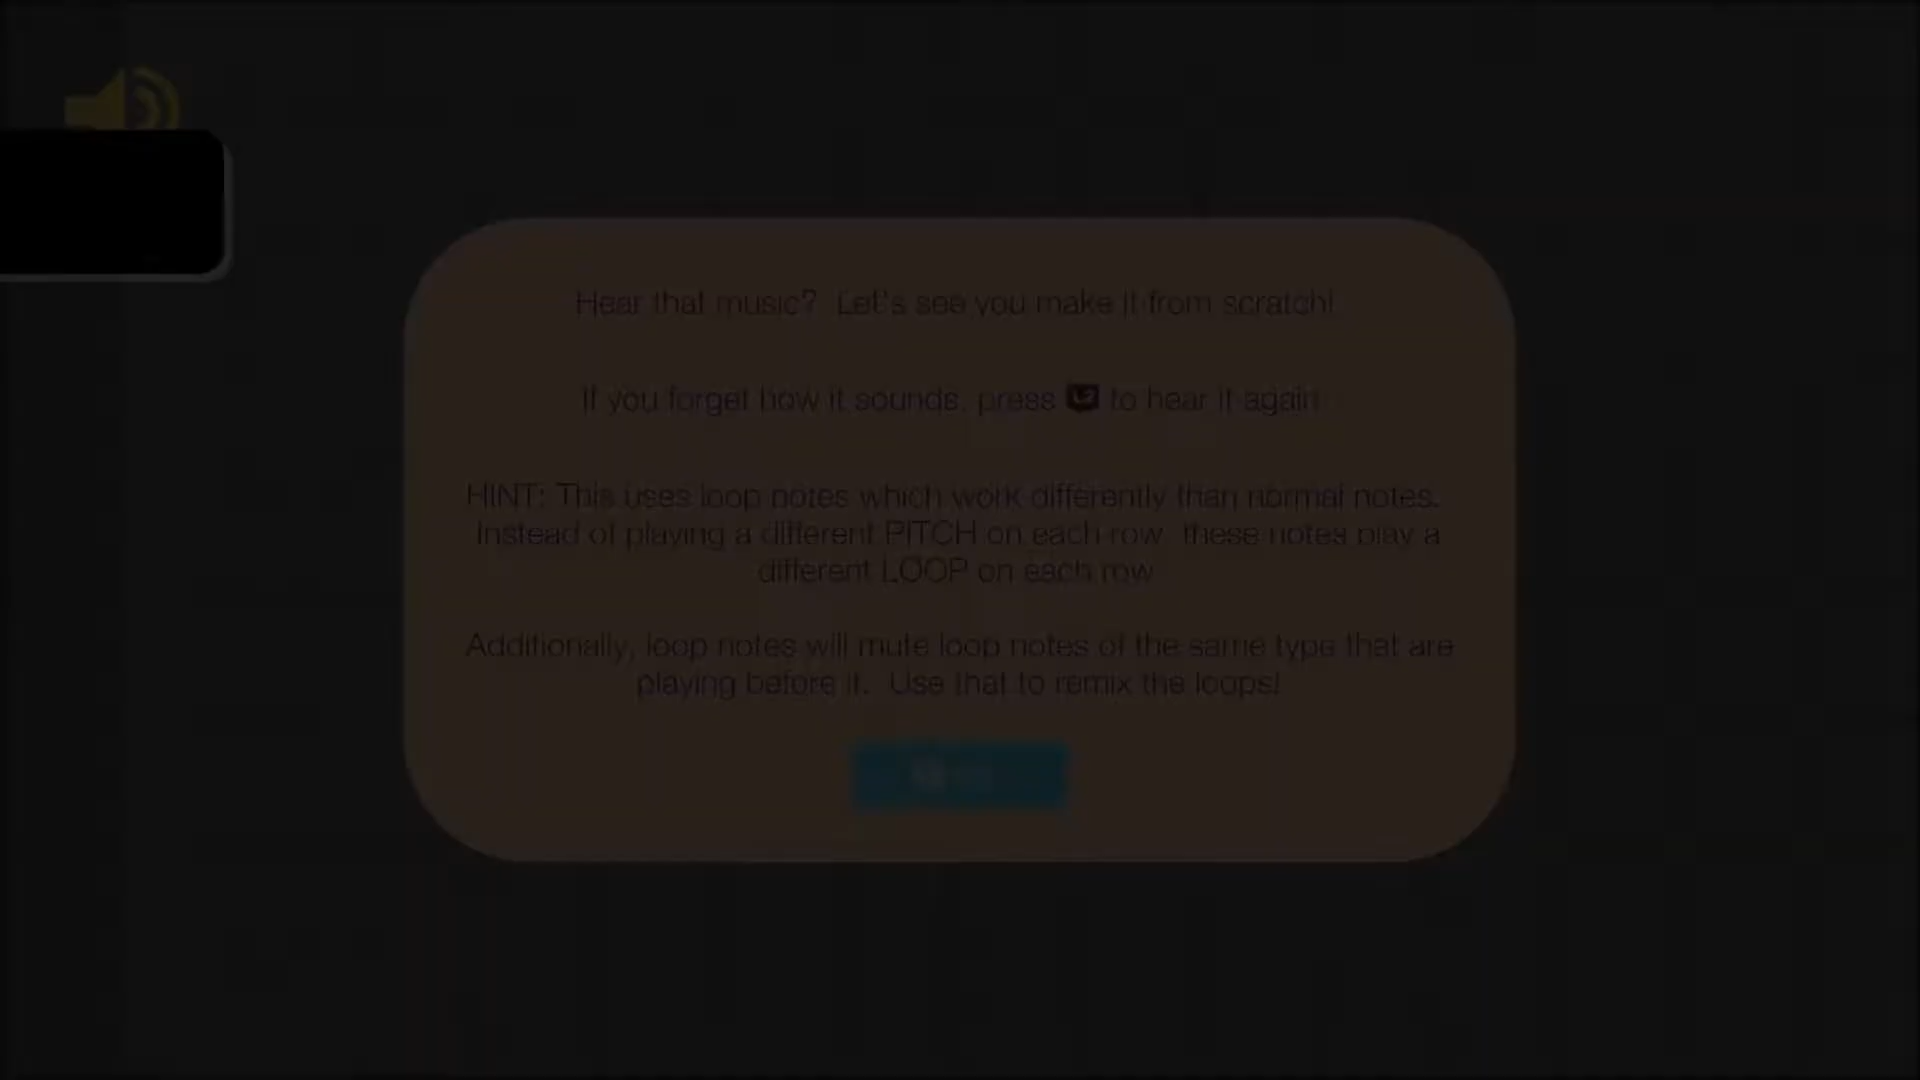 Hear that music? Let's see you make it from scratch!
If you forget how it sounds, press L2 to hear it again
HINT: This uses loop notes which work differently than normal notes.
Instead of playing a different PITCH on each row, these notes play a
different LOOP on each row
Additionally, loop notes will mute loop notes of the same type that are
playing before it. Use that to remix the loops!